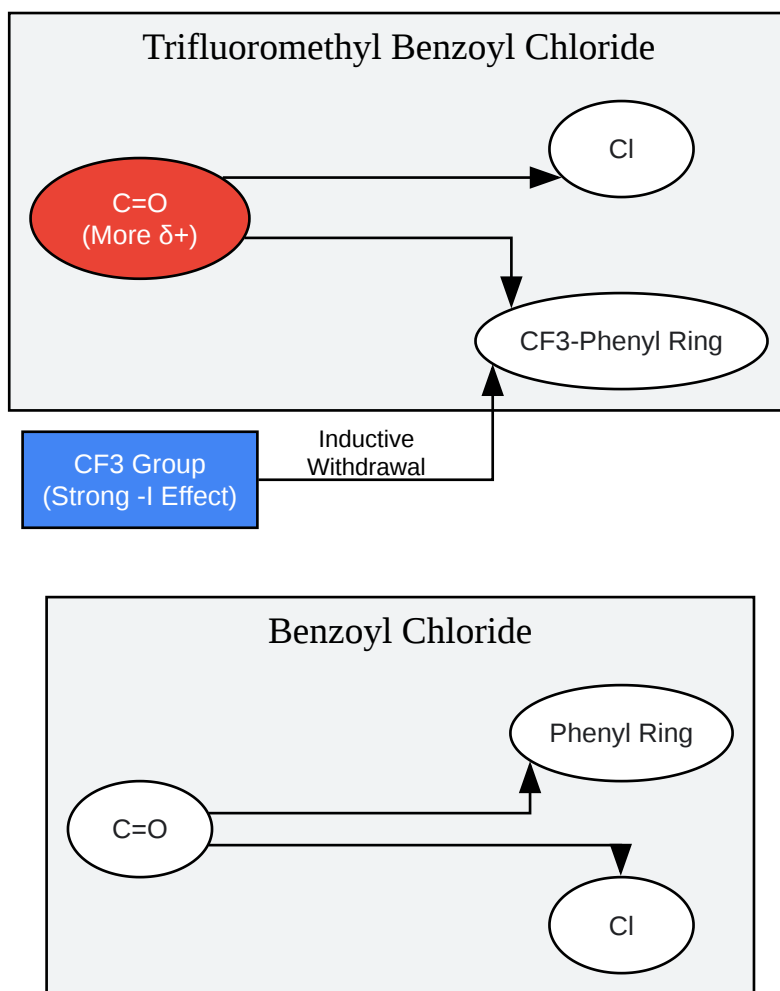 Trifluoromethyl Benzoyl Chloride
Cl
C=O
(More δ+)
CF3-Phenyl Ring
CF3 Group
(Strong -I Effect)
Inductive
Withdrawal
Benzoyl Chloride
Phenyl Ring
C=O
Cl